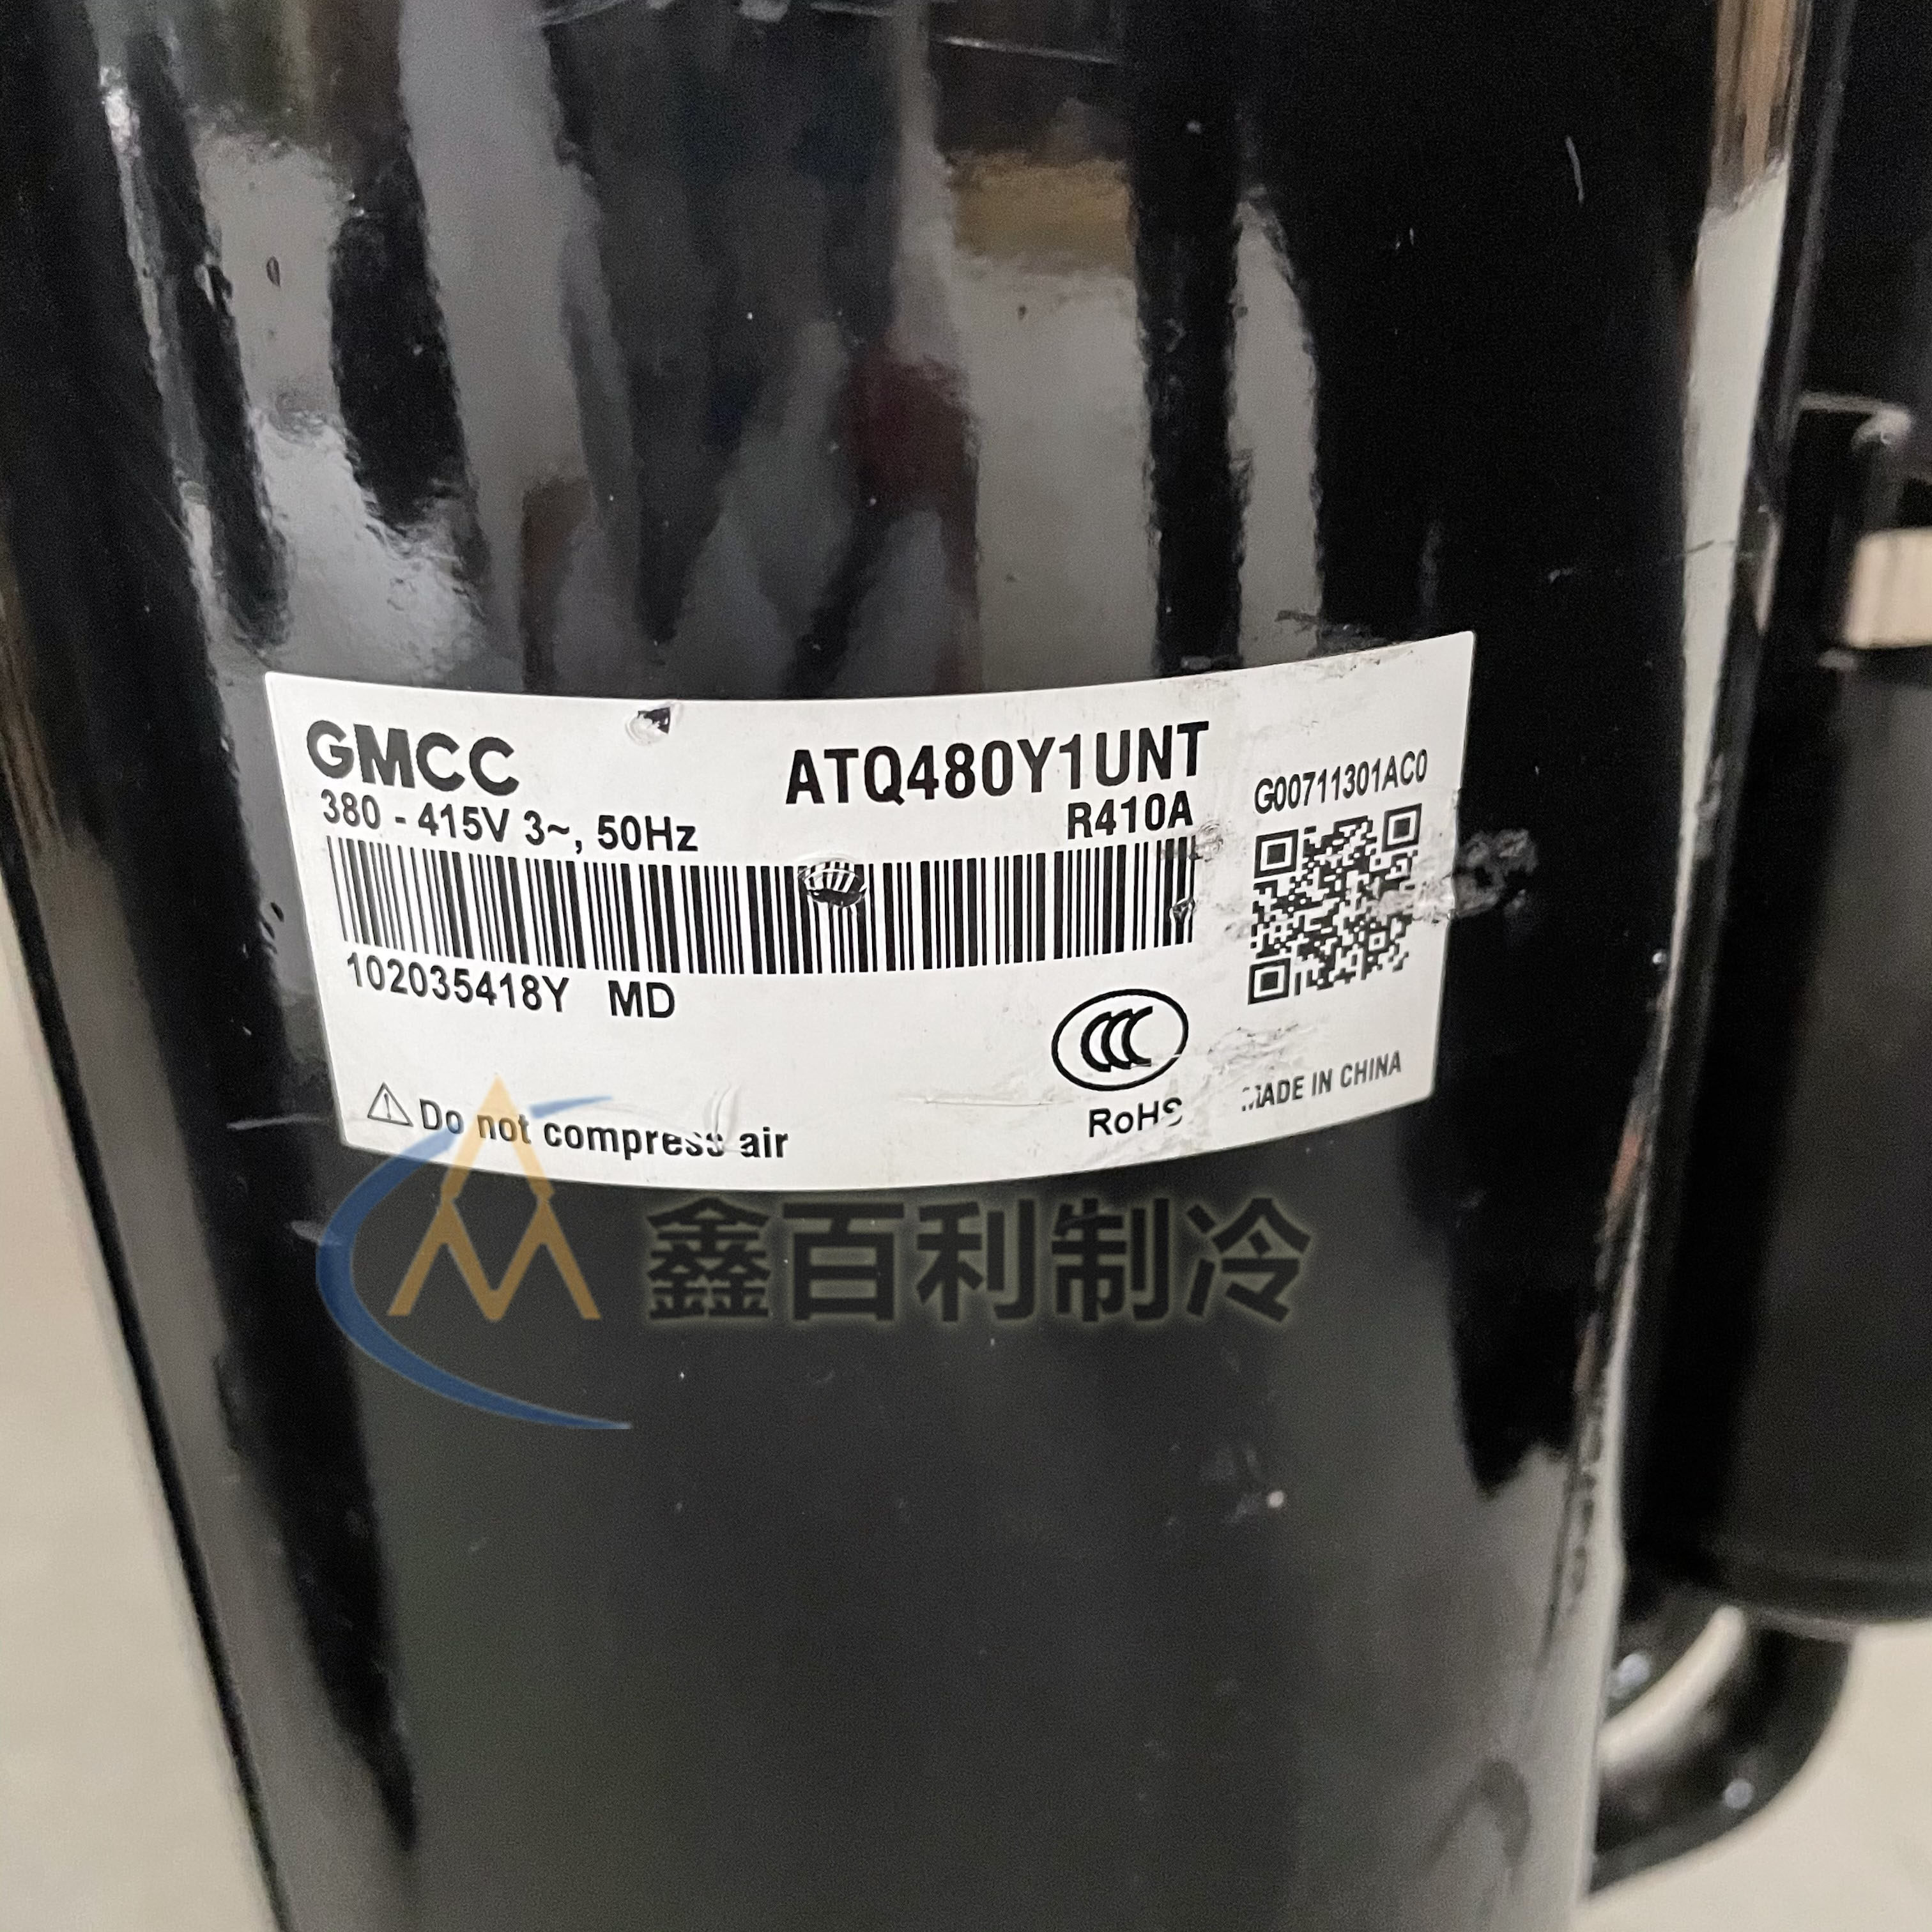 GMCC
ATQ480Y1UNT
380 - 415V 3~, 50Hz
R410A
G00711301AC0
102035418Y MD
CCC
RoHS
MADE IN CHINA
Do not compress air
鑫百利制冷